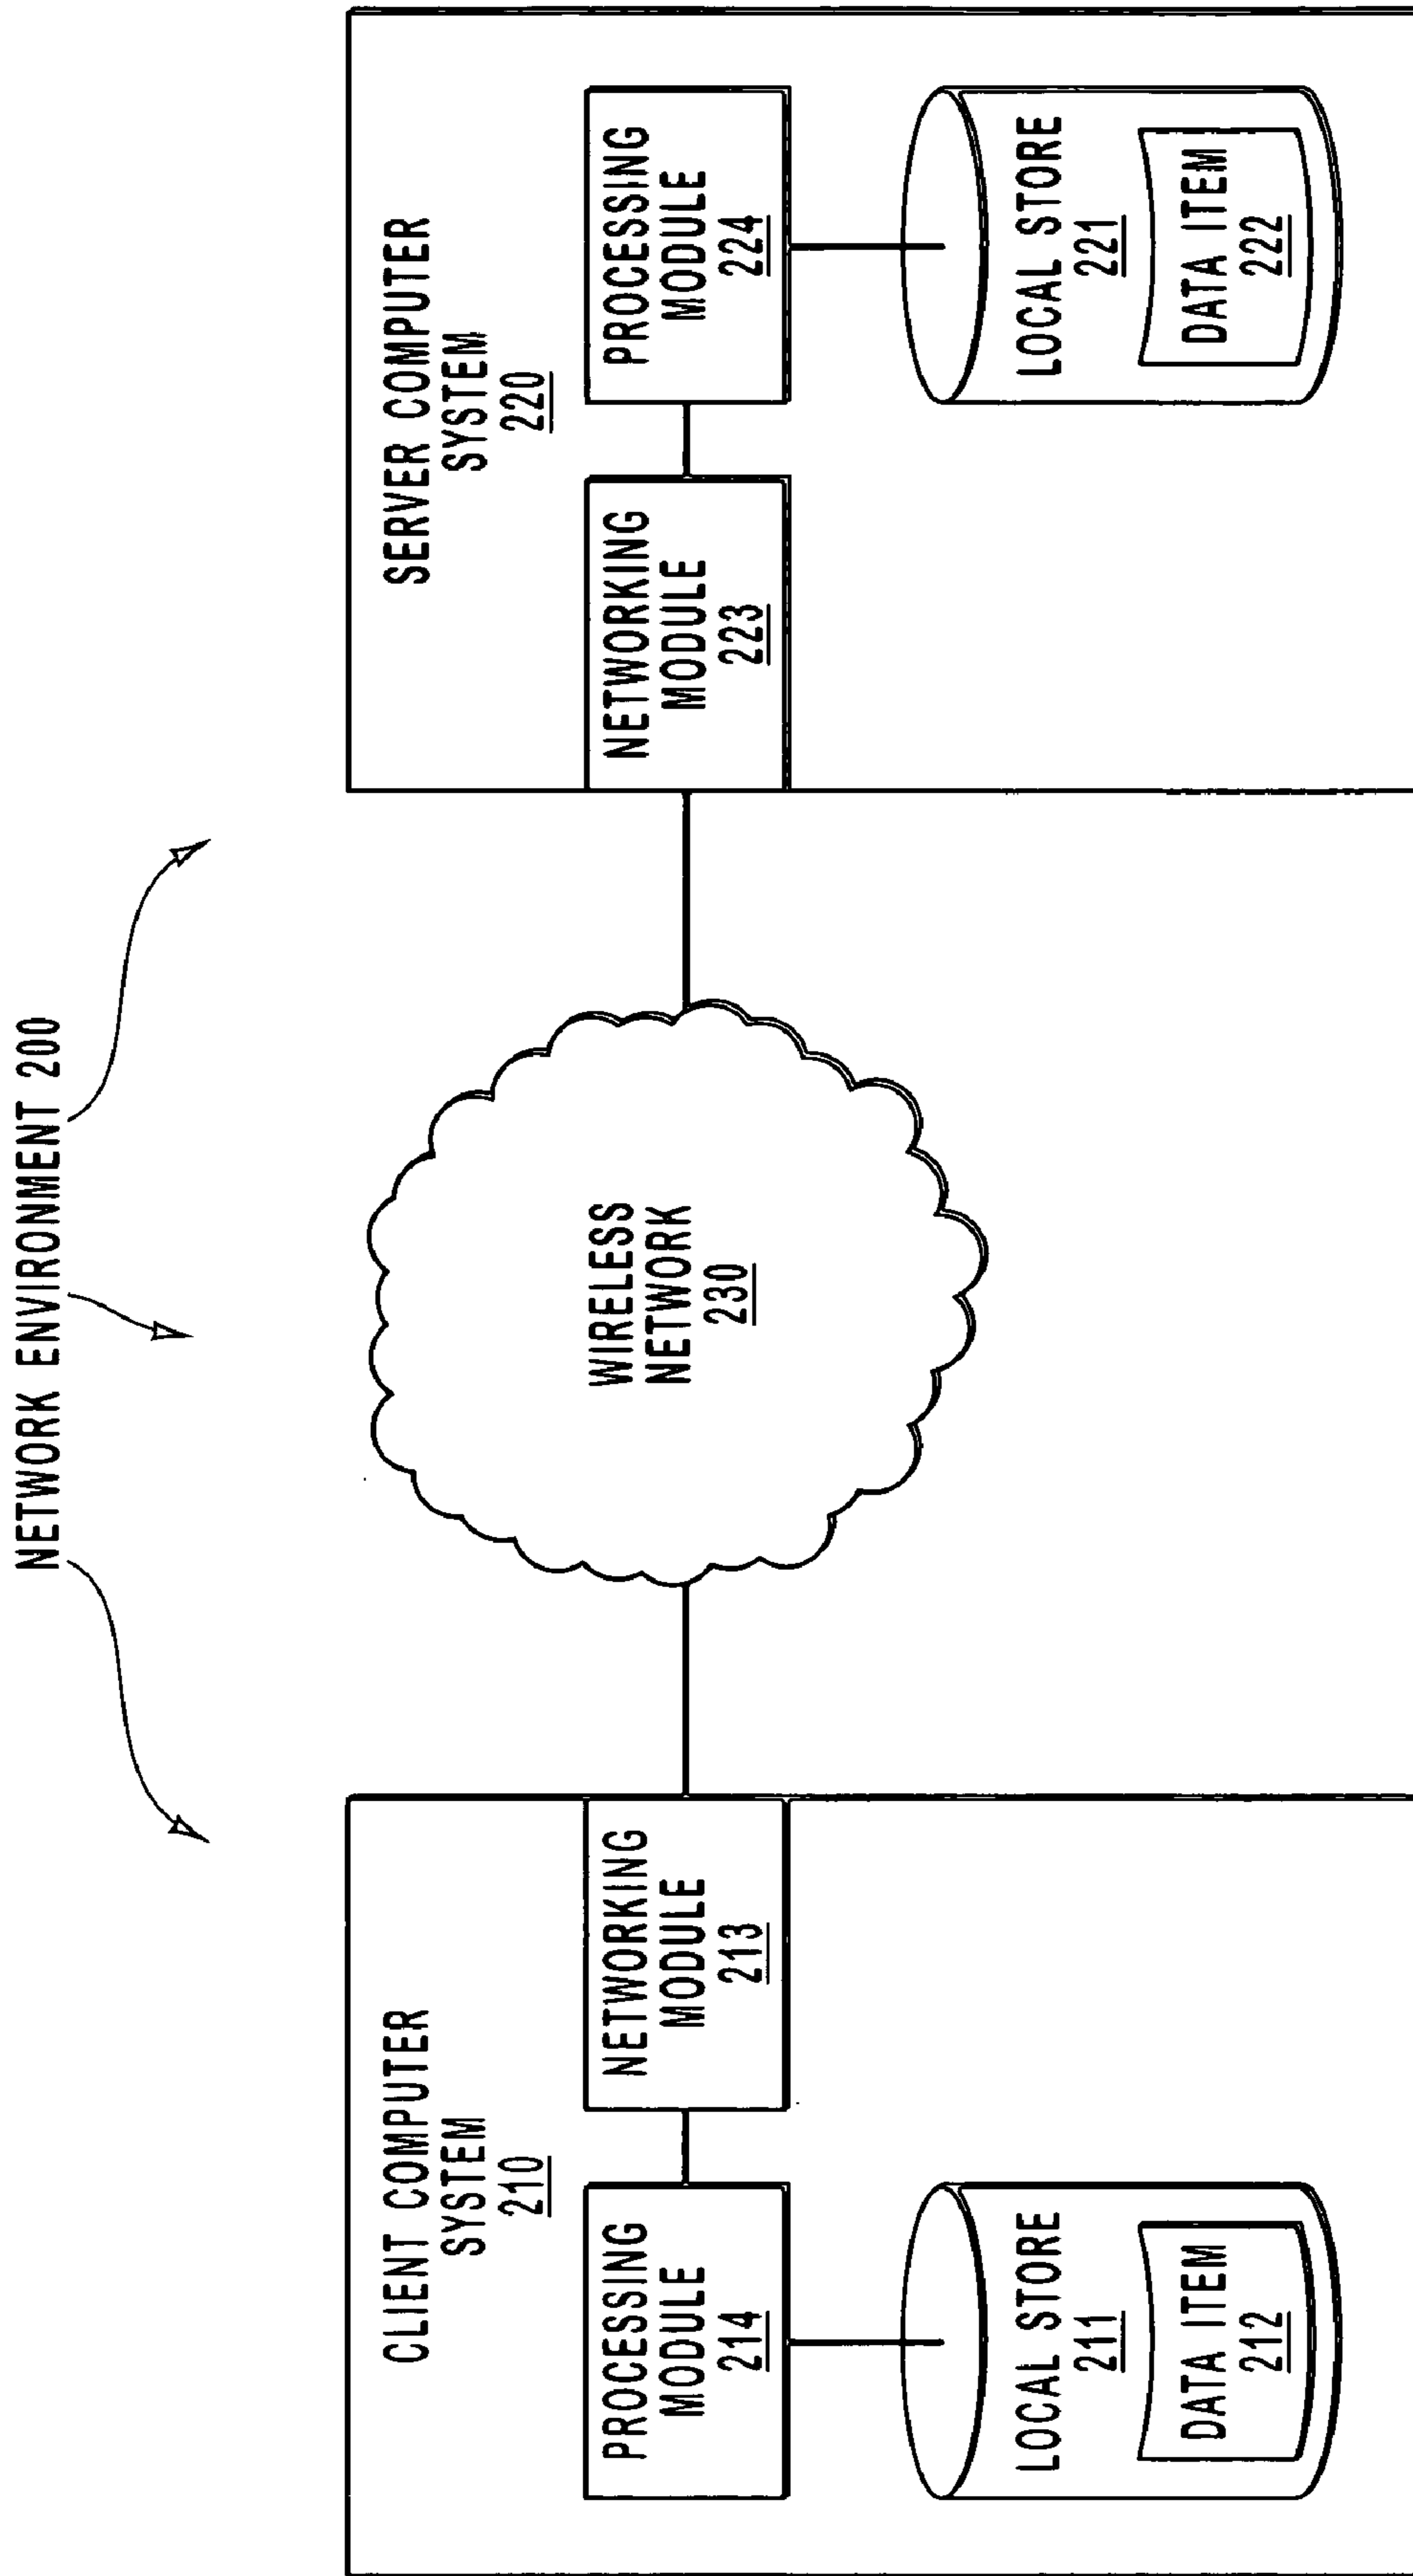 NETWORK ENVIRONMENT 200
CLIENT COMPUTER
SYSTEM
210
PROCESSING
MODULE
214
NETWORKING
MODULE
213
LOCAL STORE
211
DATA ITEM
212
WIRELESS
NETWORK
230
SERVER COMPUTER
SYSTEM
220
NETWORKING
MODULE
223
PROCESSING
MODULE
224
LOCAL STORE
221
DATA ITEM
222